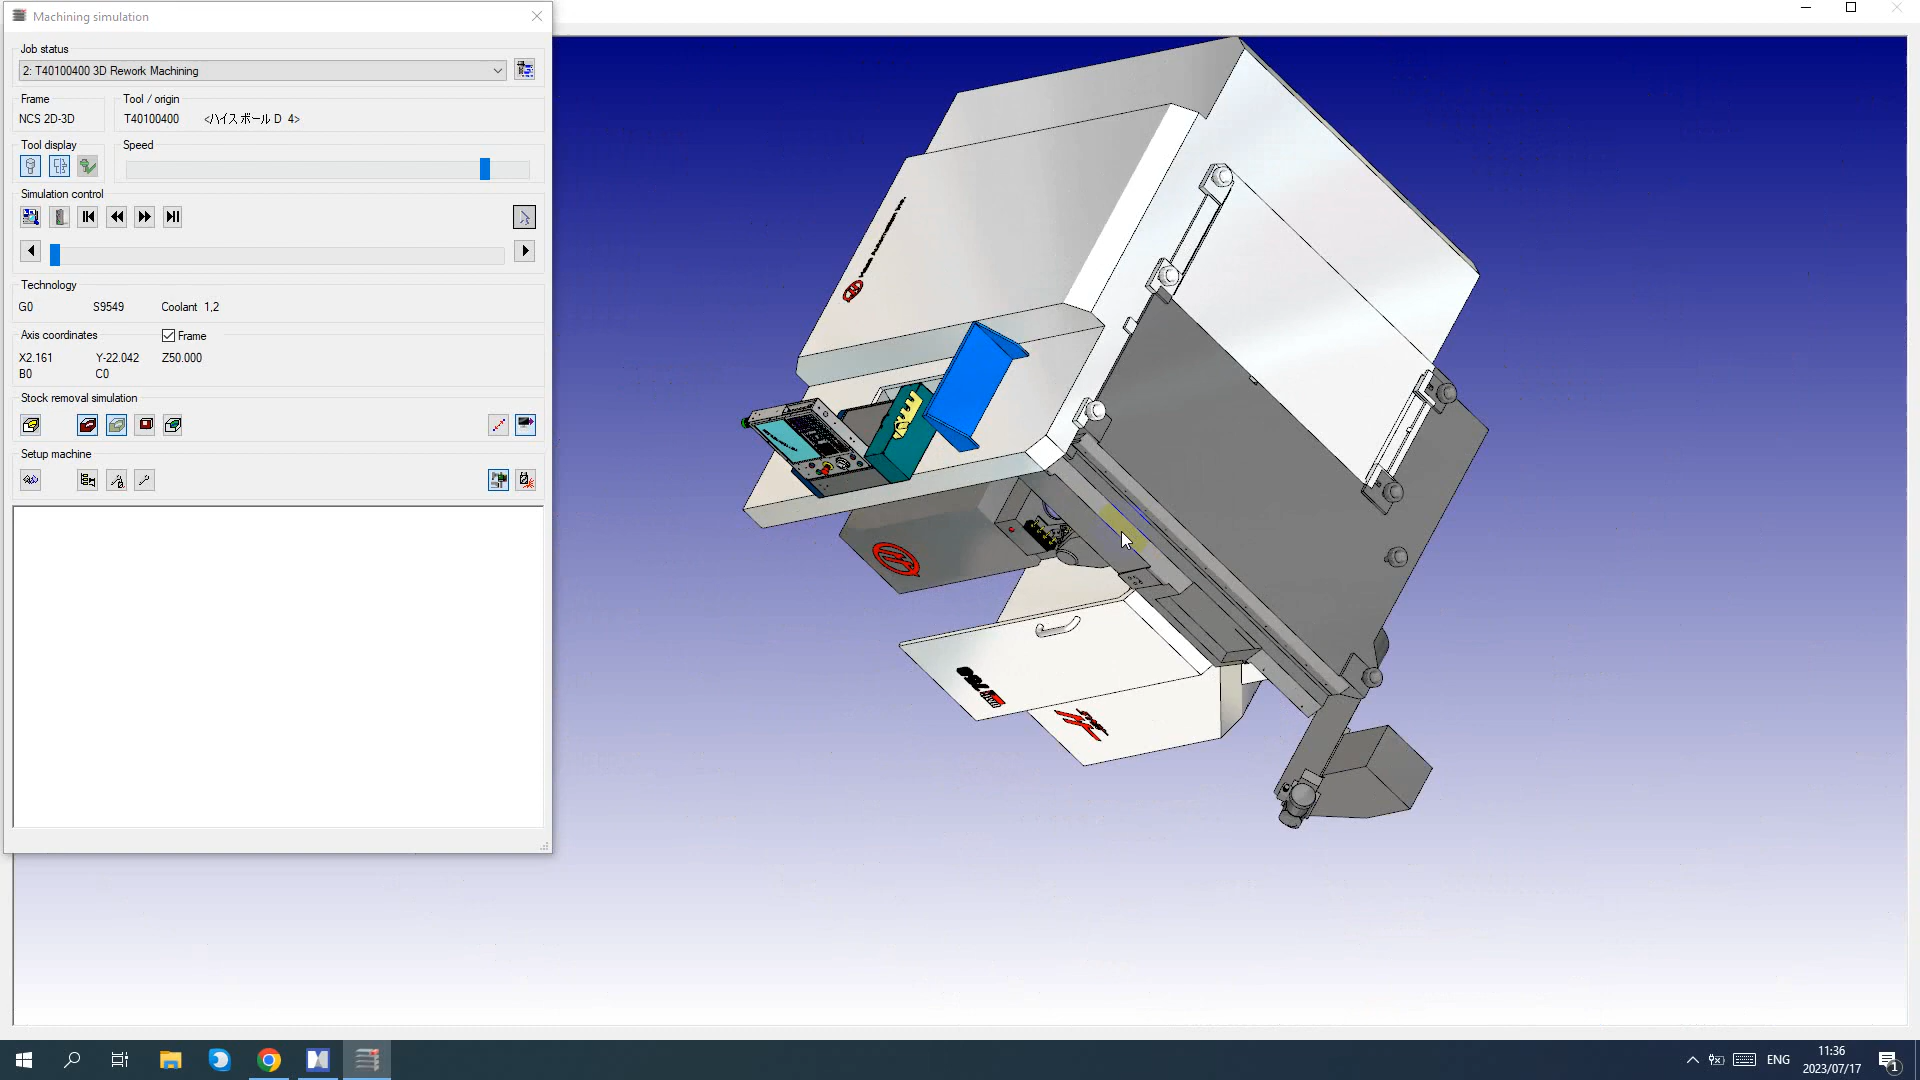 Machining simulation
Job status
2: T40100400 3D Rework Machining
Frame
NCS 2D-3D
Tool / origin
T40100400 <ハイス ボール D 4>
Tool display
Speed
Simulation control
Technology
G0 S9549 Coolant 1,2
Axis coordinates
Frame
X2.161 Y-22.042 Z50.000
B0 C0
Stock removal simulation
Setup machine
ENG
11:36
2023/07/17
1